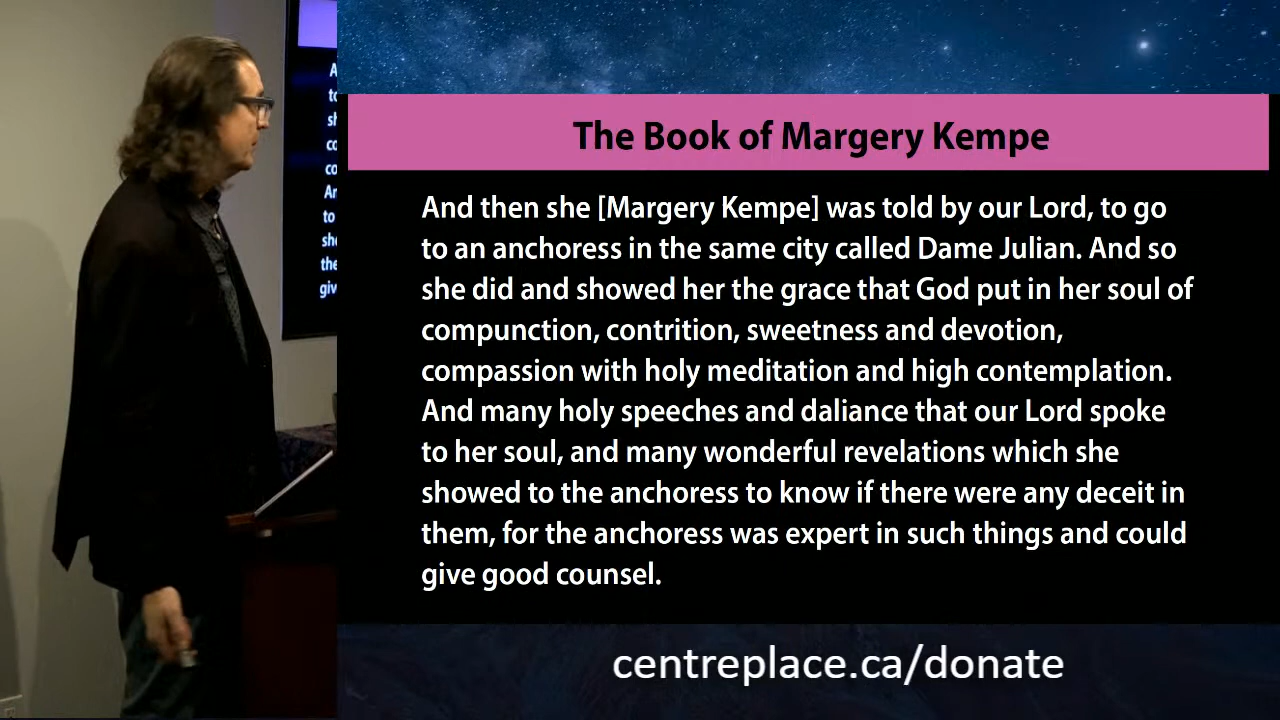 The Book of Margery Kempe
And then she [Margery Kempe] was told by our Lord, to go
to an anchoress in the same city called Dame Julian. And so
she did and showed her the grace that God put in her soul of
compunction, contrition, sweetness and devotion,
compassion with holy meditation and high contemplation.
And many holy speeches and daliance that our Lord spoke
to her soul, and many wonderful revelations which she
showed to the anchoress to know if there were any deceit in
them, for the anchoress was expert in such things and could
give good counsel.
centreplace.ca/donate